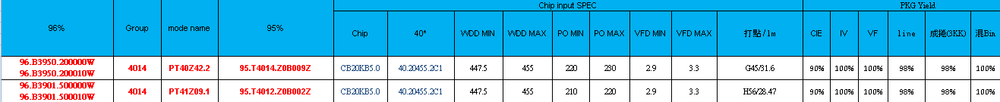 Chip input SPEC PKG Yield
96% Group mode name 95% Chip 40* WDD MIN WDD MAX PO MIN PO MAX VFD MIN VFD MAX 打點 / lm CIE IV VF line 成捲(3KK) 混Bin
96.B3950.200000W
96.B3950.200010W
4014 PT40Z42.2 95.T4014.Z0B009Z CB20KB5.0 40.20455.2C1 447.5 455 220 230 2.9 3.3 G45/31.6 90% 100% 100% 98% 98% 100%
96.B3901.500000W
96.B3901.500010W
4014 PT41Z09.1 95.T4012.Z0B002Z CB20KB5.0 40.20455.2C1 447.5 455 210 220 2.9 3.3 H56/28.47 90% 100% 100% 98% 98% 100%